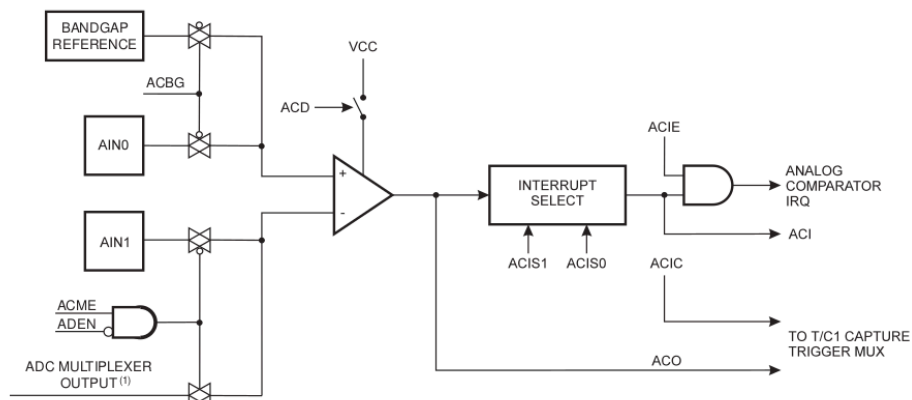 BANDGAP
REFERENCE
VCC
ACBG
ACD
AIN0
ACIE
+
INTERRUPT
SELECT
ANALOG
COMPARATOR
IRQ
-
AIN1
ACI
ACIS1
ACIS0
ACIC
ACME
ADEN
TO T/C1 CAPTURE
TRIGGER MUX
ADC MULTIPLEXER
OUTPUT (1)
ACO